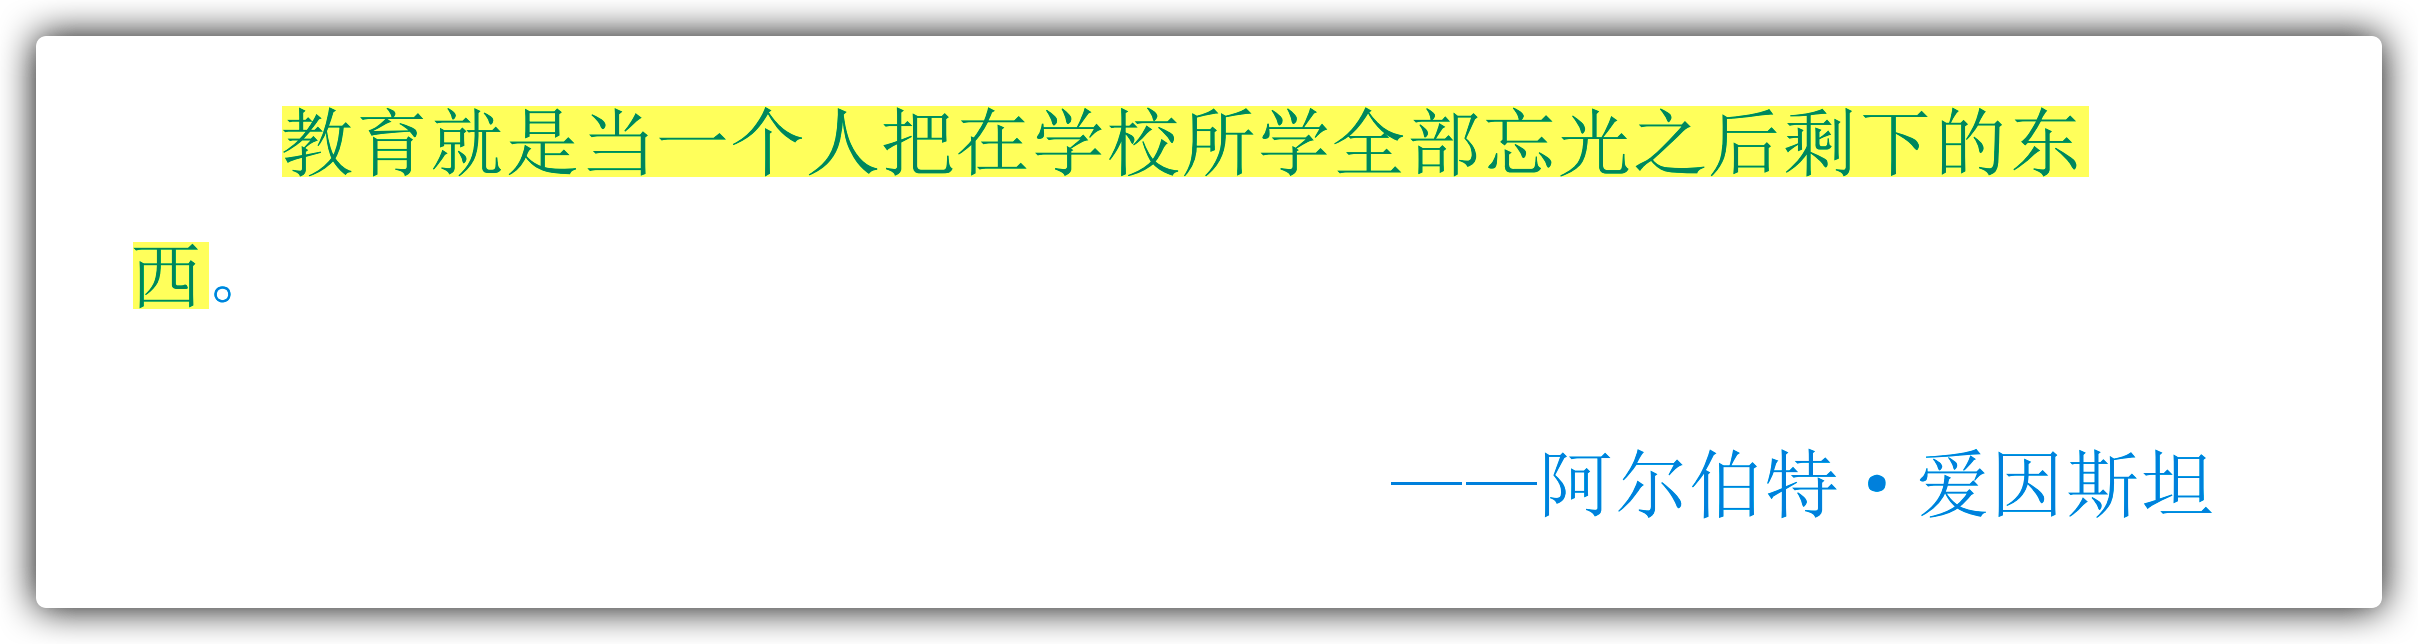 教育就是当一个人把在学校所学全部忘光之后剩下的东
西。
——阿尔伯特·爱因斯坦